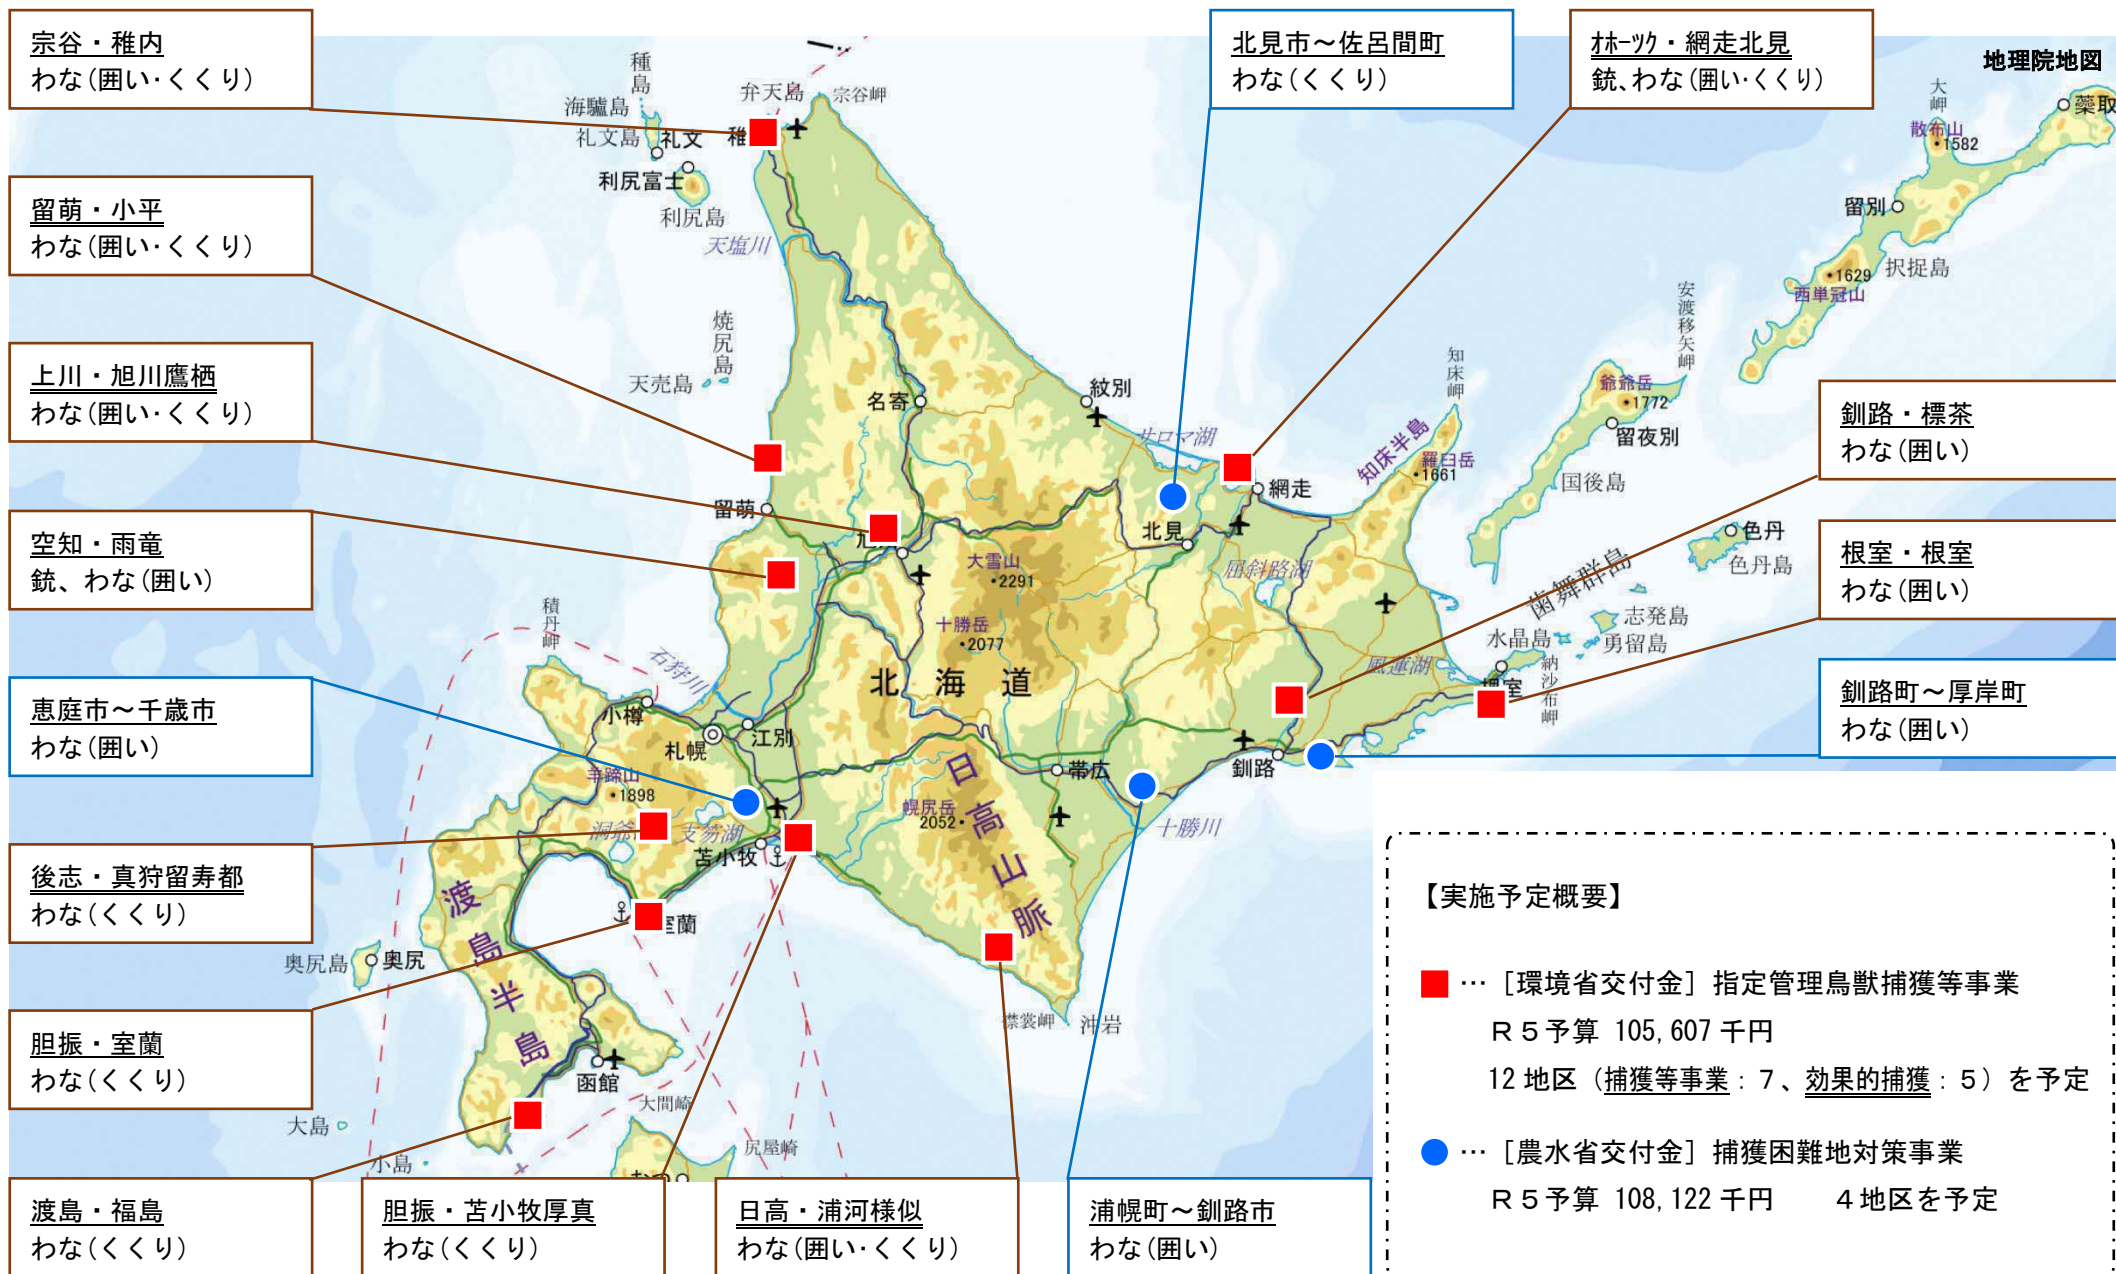 宗谷・稚内
わな(囲い・くくり)
留萌・小平
わな(囲い・くくり)
上川・旭川鷹栖
わな(囲い・くくり)
空知・雨竜
銃、わな(囲い)
恵庭市～千歳市
わな(囲い)
後志・真狩留寿都
わな(くくり)
胆振・室蘭
わな(くくり)
渡島・福島
わな(くくり)
胆振・苫小牧厚真
わな(くくり)
日高・浦河様似
わな(囲い・くくり)
浦幌町～釧路市
わな(囲い)
北見市～佐呂間町
わな(くくり)
ｵﾎｰﾂｸ・網走北見
銃、わな(囲い・くくり)
釧路・標茶
わな(囲い)
根室・根室
わな(囲い)
釧路町～厚岸町
わな(囲い)
地理院地図
種島
海驢島
礼文島
礼文
利尻富士
利尻島
弁天島
宗谷岬
稚
天塩川
焼尻島
天売島
名寄
紋別
サロマ湖
網走
北見
知床岬
知床半島
羅臼岳
1661
留萌
大雪山
2291
十勝岳
2077
屈斜路湖
北海道
風蓮湖
積丹岬
石狩川
小樽
札幌
江別
羊蹄山
1898
支笏湖
苫小牧
室蘭
幌尻岳
2052
日高山脈
帯広
十勝川
釧路
襟裳岬
沖岩
渡島半島
奥尻島
奥尻
函館
大島
小島
大間崎
尻屋崎
大岬
散布山
1582
蘂取
留別
択捉島
1629
西単冠山
安渡移矢岬
爺爺岳
1772
留夜別
国後島
色丹
色丹島
歯舞群島
志発島
水晶島
勇留島
納沙布岬
【実施予定概要】
… ［環境省交付金］指定管理鳥獣捕獲等事業
Ｒ５予算 105,607 千円
12 地区（捕獲等事業：７、効果的捕獲：５）を予定
… ［農水省交付金］捕獲困難地対策事業
Ｒ５予算 108,122 千円　　４地区を予定